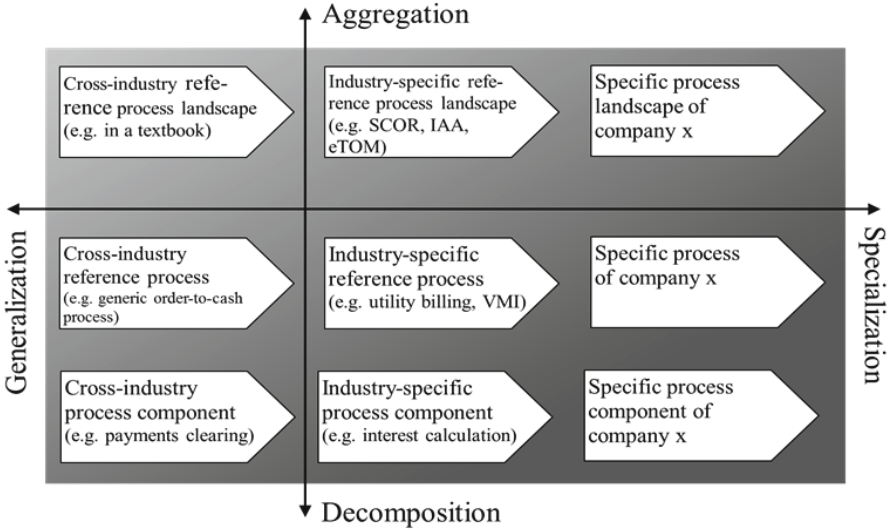 Aggregation
Cross-industry refe-
rence process landscape
(e.g. in a textbook)
Industry-specific refe-
rence process landscape
(e.g. SCOR, IAA,
eTOM)
Specific process
landscape of
company x
Generalization
Specialization
Cross-industry
reference process
(e.g. generic order-to-cash
process)
Industry-specific
reference process
(e.g. utility billing, VMI)
Specific process
of company x
Cross-industry
process component
(e.g. payments clearing)
Industry-specific
process component
(e.g. interest calculation)
Specific process
component of
company x
Decomposition